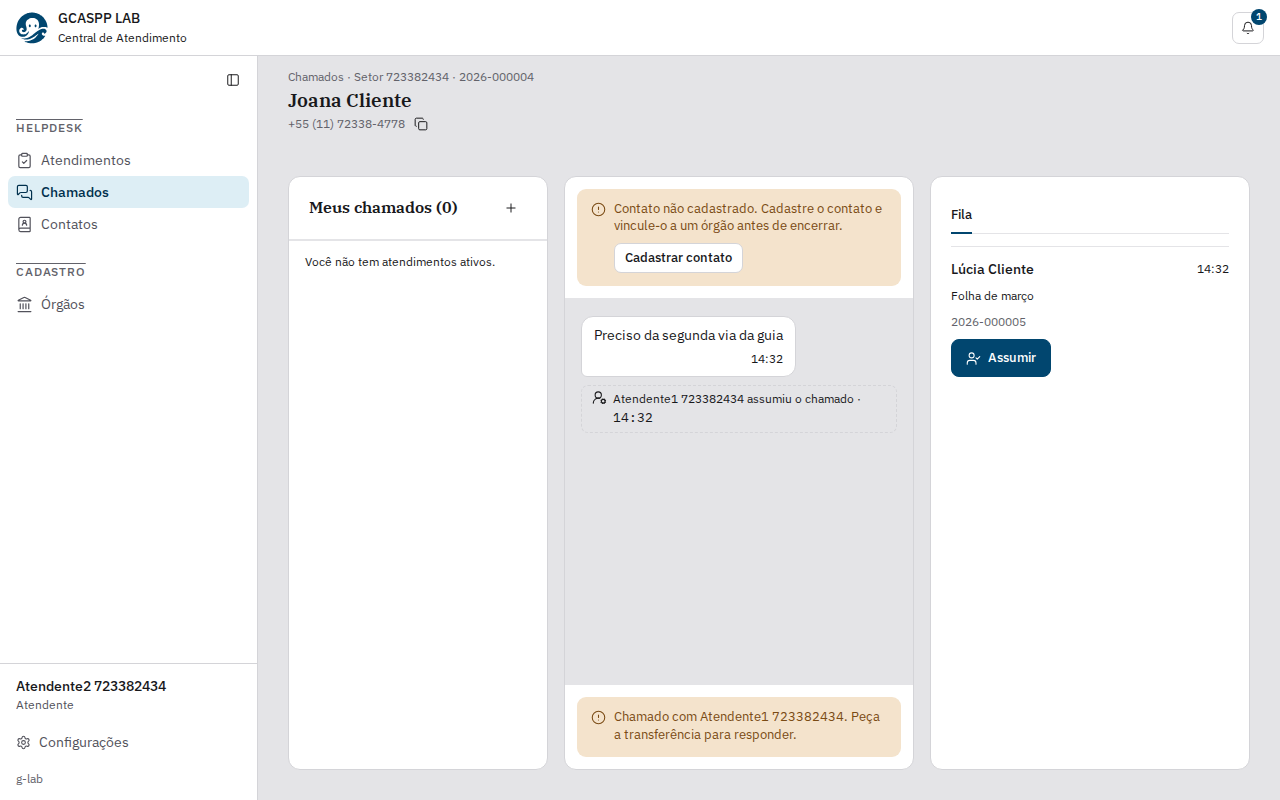 GCASPP LAB
Central de Atendimento
1
HELPDESK
Atendimentos
Chamados
Contatos
CADASTRO
Órgãos
Atendente2 723382434
Atendente
Configurações
g-lab
Chamados · Setor 723382434 · 2026-000004
Joana Cliente
+55 (11) 72338-4778
Meus chamados (0)
Você não tem atendimentos ativos.
Contato não cadastrado. Cadastre o contato e
vincule-o a um órgão antes de encerrar.
Cadastrar contato
Preciso da segunda via da guia
14:32
Atendente1 723382434 assumiu o chamado ·
14:32
Chamado com Atendente1 723382434. Peça
a transferência para responder.
Fila
Lúcia Cliente 14:32
Folha de março
2026-000005
Assumir